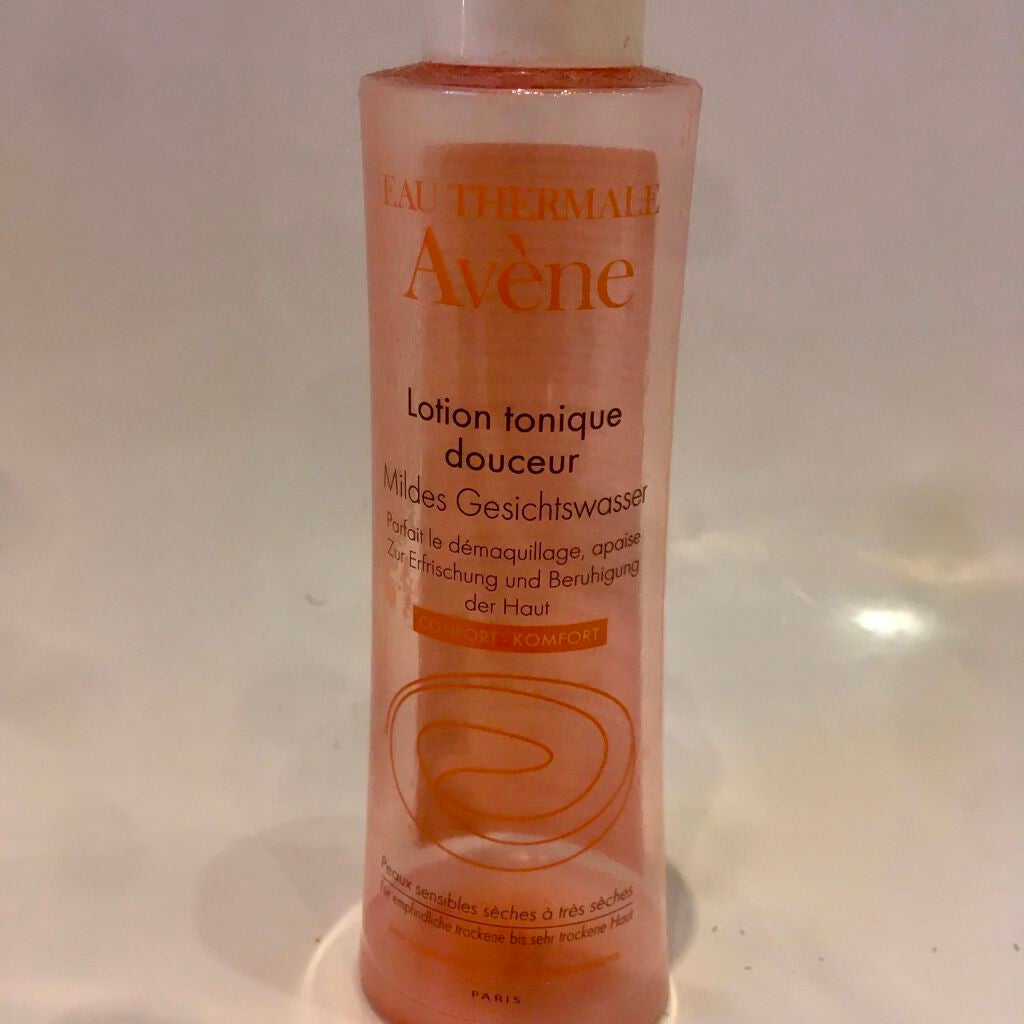 EAU THERMALE
Avène
Lotion tonique
douceur
Mildes Gesichtswasser
Parfait le démaquillage, apaise
Zur Erfrischung und Beruhigung
der Haut
CONFORT - KOMFORT
Peaux sensibles sèches à très sèches
Für empfindliche trockene bis sehr trockene Haut
PARIS